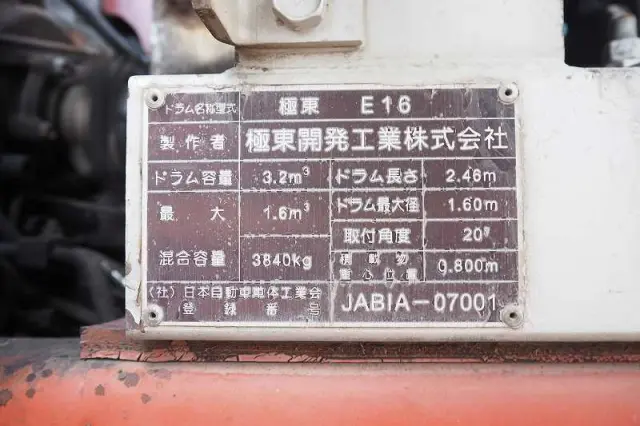 ドラム名称型式 極東 E16
製作者 極東開発工業株式会社
ドラム容量 3.2m³ ドラム長さ 2.46m
最大 1.6m³ ドラム最大径 1.60m
取付角度 20°
混合容量 3840kg 積載物重心位置 0.800m
(社)日本自動車車体工業会
登録番号 JABIA-07001